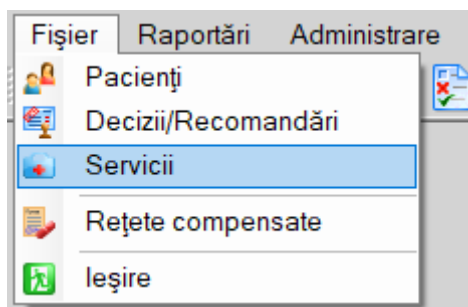 Fişier Raportări Administrare
Pacienţi
Decizii/Recomandări
Servicii
Reţete compensate
Ieşire